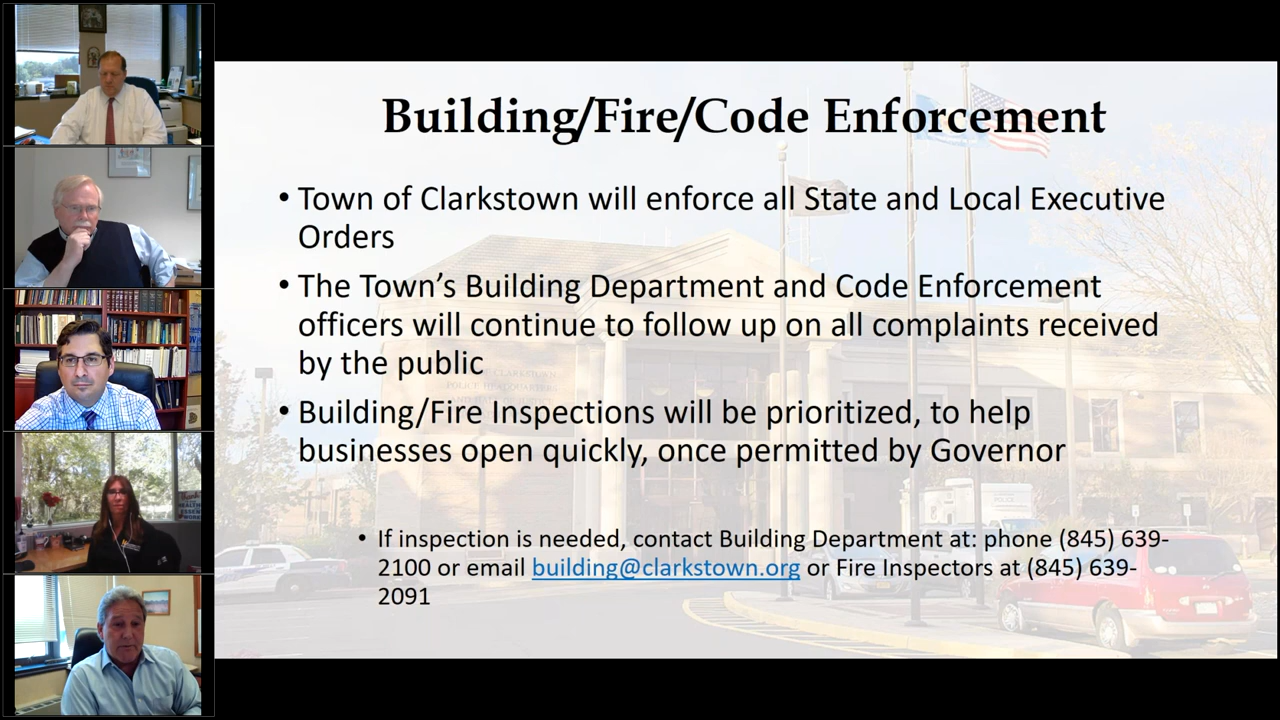 Building/Fire/Code Enforcement
• Town of Clarkstown will enforce all State and Local Executive
Orders
• The Town's Building Department and Code Enforcement
officers will continue to follow up on all complaints received
by the public
• Building/Fire Inspections will be prioritized, to help
businesses open quickly, once permitted by Governor
• If inspection is needed, contact Building Department at: phone (845) 639-
2100 or email building@clarkstown.org or Fire Inspectors at (845) 639-
2091